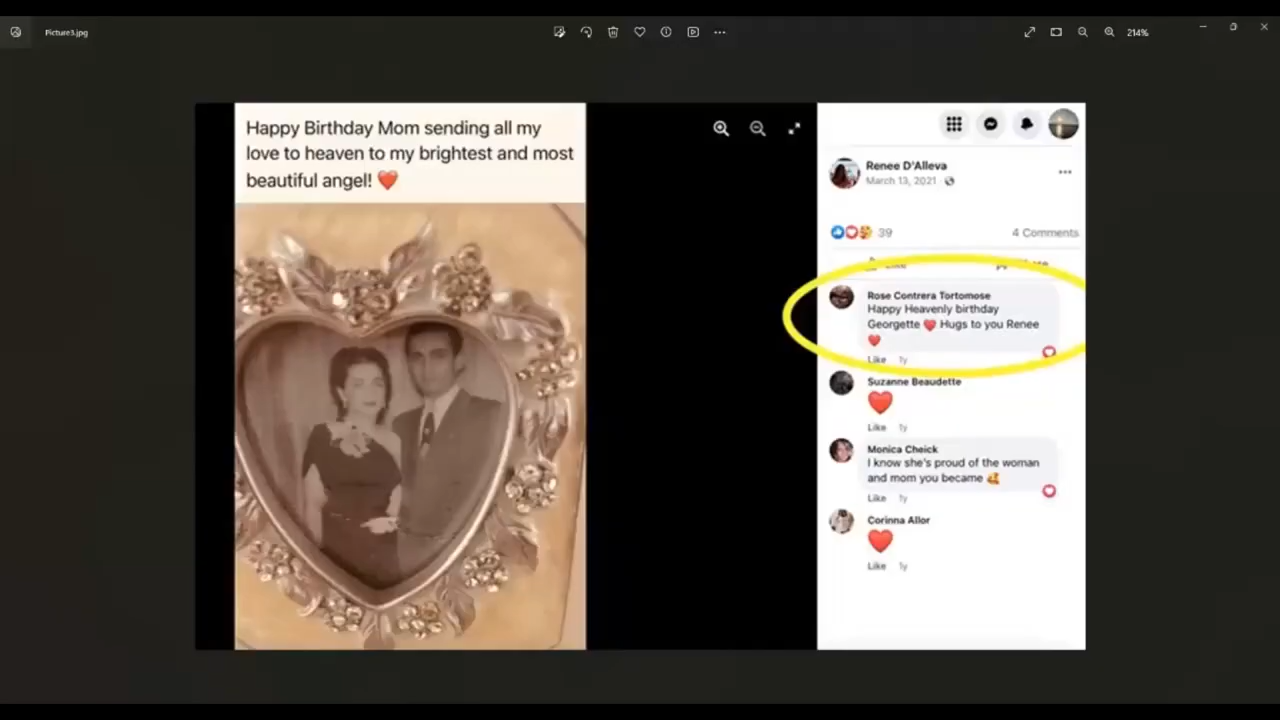 Picture3.jpg
214%
Happy Birthday Mom sending all my
love to heaven to my brightest and most
beautiful angel! ❤️
Renee D'Alleva
March 13, 2021
39
4 Comments
Like
Rose Contrera Tortomose
Happy Heavenly birthday
Georgette ❤️ Hugs to you Renee
❤️
Like 1y
Suzanne Beaudette
❤️
Like 1y
Monica Cheick
I know she's proud of the woman
and mom you became 🥰
Like 1y
Corinna Allor
❤️
Like 1y